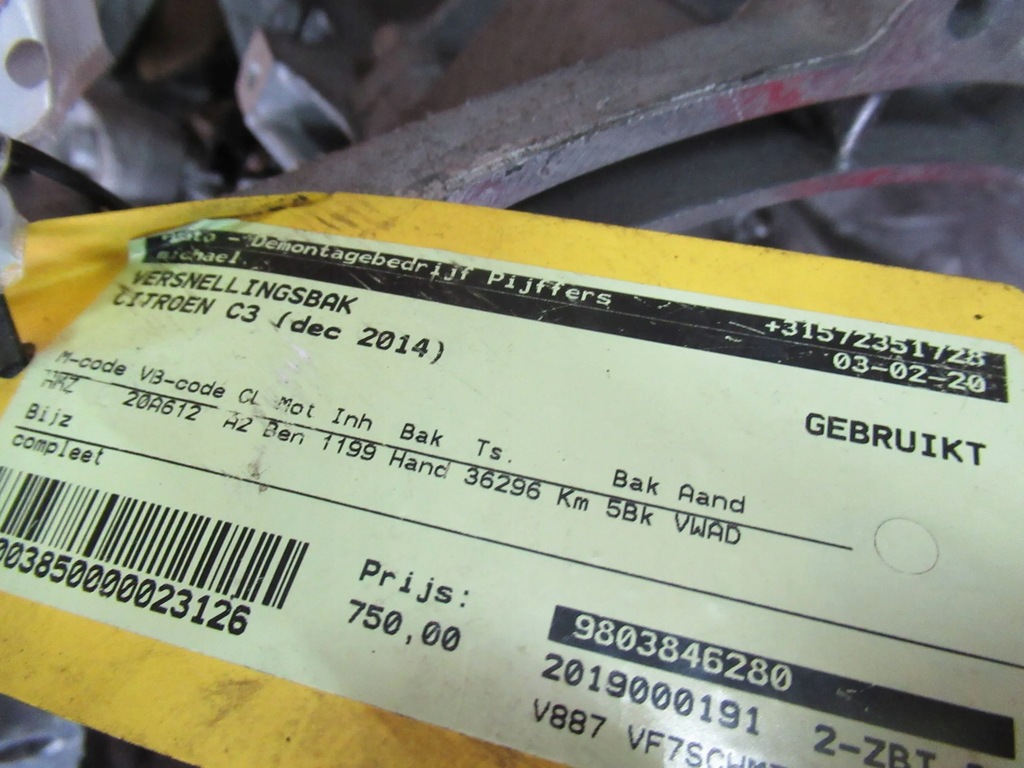 - Demontagebedrijf Pijffers +31572351728
michael 03-02-20
VERSNELLINGSBAK
CITROEN C3 (dec 2014) GEBRUIKT
M-code VB-code CL Mot Inh Bak Ts. Bak Aand
HMZ 20A612 A2 Ben 1199 Hand 36296 Km 5Bk VWAD
Bijz
compleet
0038500000023126
Prijs:
750,00
9803846280
2019000191 2-ZBT
V887